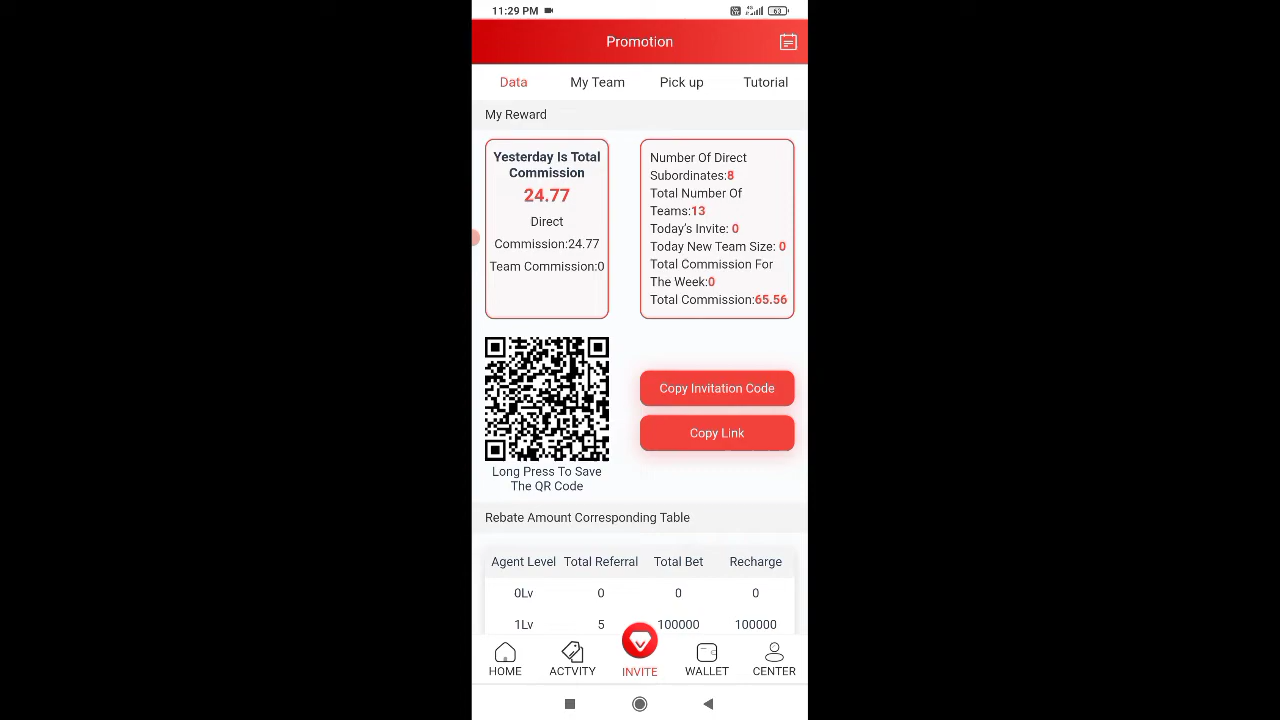 11:29 PM
63
Promotion
Data
My Team
Pick up
Tutorial
My Reward
Yesterday Is Total
Commission
24.77
Direct
Commission:24.77
Team Commission:0
Number Of Direct
Subordinates:8
Total Number Of
Teams:13
Today's Invite: 0
Today New Team Size: 0
Total Commission For
The Week:0
Total Commission:65.56
Long Press To Save
The QR Code
Copy Invitation Code
Copy Link
Rebate Amount Corresponding Table
Agent Level Total Referral Total Bet Recharge
0Lv 0 0 0
1Lv 5 100000 100000
HOME
ACTVITY
INVITE
WALLET
CENTER